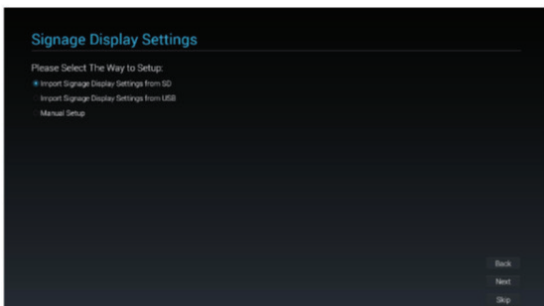 Signage Display Settings
Please Select The Way to Setup:
Import Signage Display Settings from SD
Import Signage Display Settings from USB
Manual Setup
Back
Next
Skip